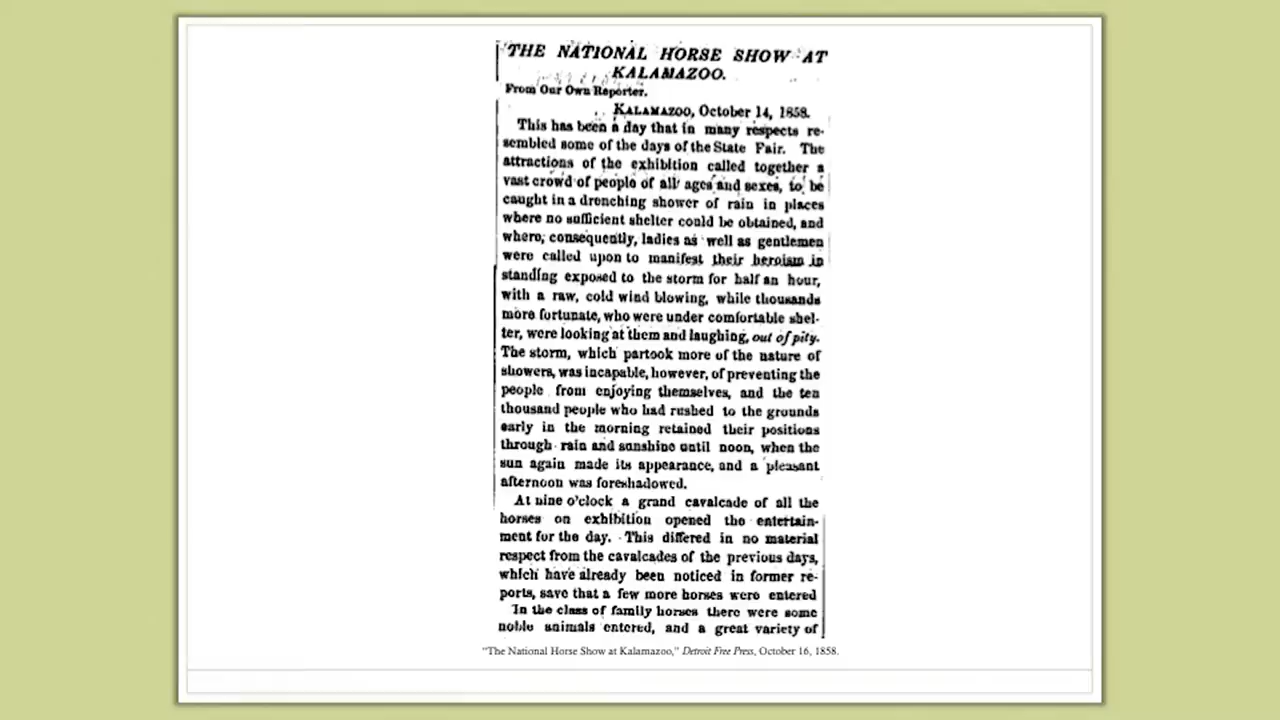 THE NATIONAL HORSE SHOW AT
KALAMAZOO.
From Our Own Reporter.
KALAMAZOO, October 14, 1858.
This has been a day that in many respects re-
sembled some of the days of the State Fair. The
attractions of the exhibition called together a
vast crowd of people of all ages and sexes, to be
caught in a drenching shower of rain in places
where no sufficient shelter could be obtained, and
where, consequently, ladies as well as gentlemen
were called upon to manifest their heroism in
standing exposed to the storm for half an hour,
with a raw, cold wind blowing, while thousands
more fortunate, who were under comfortable shel-
ter, were looking at them and laughing, out of pity.
The storm, which partook more of the nature of
showers, was incapable, however, of preventing the
people from enjoying themselves, and the ten
thousand people who had rushed to the grounds
early in the morning retained their positions
through rain and sunshine until noon, when the
sun again made its appearance, and a pleasant
afternoon was foreshadowed.
At nine o'clock a grand cavalcade of all the
horses on exhibition opened the entertain-
ment for the day. This differed in no material
respect from the cavalcades of the previous days,
which have already been noticed in former re-
ports, save that a few more horses were entered
In the class of family horses there were some
noble animals entered, and a great variety of
"The National Horse Show at Kalamazoo," Detroit Free Press, October 16, 1858.